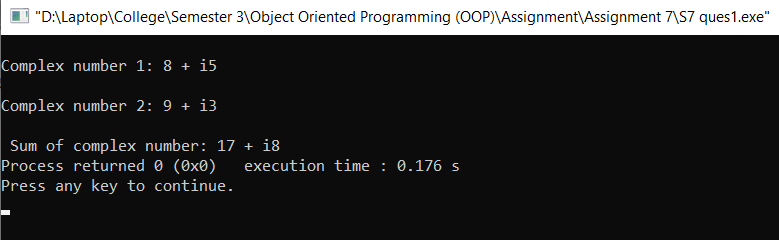 "D:\Laptop\College\Semester 3\Object Oriented Programming (OOP)\Assignment\Assignment 7\S7 ques1.exe"
Complex number 1: 8 + i5
Complex number 2: 9 + i3
Sum of complex number: 17 + i8
Process returned 0 (0x0)   execution time : 0.176 s
Press any key to continue.